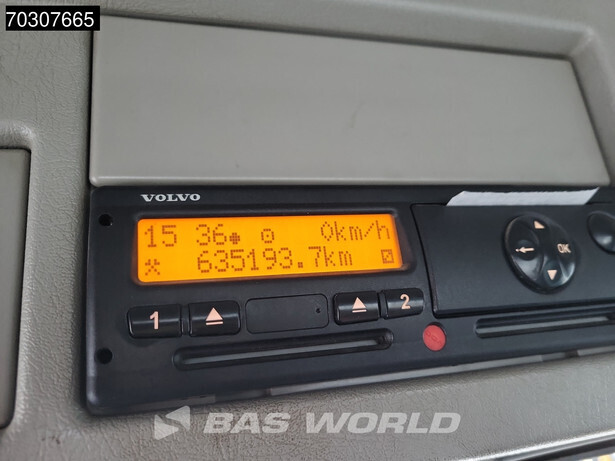 70307665
VOLVO
15 36 0km/h
635193.7km
1 2
OK
BAS WORLD